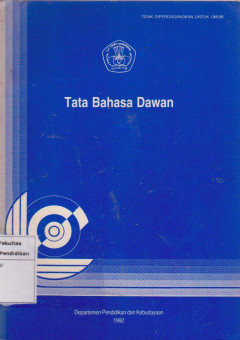 TIDAK DIPERDAGANGKAN UNTUK UMUM
Tata Bahasa Dawan
Fakultas
Pendidikan
Departemen Pendidikan dan Kebudayaan
1992